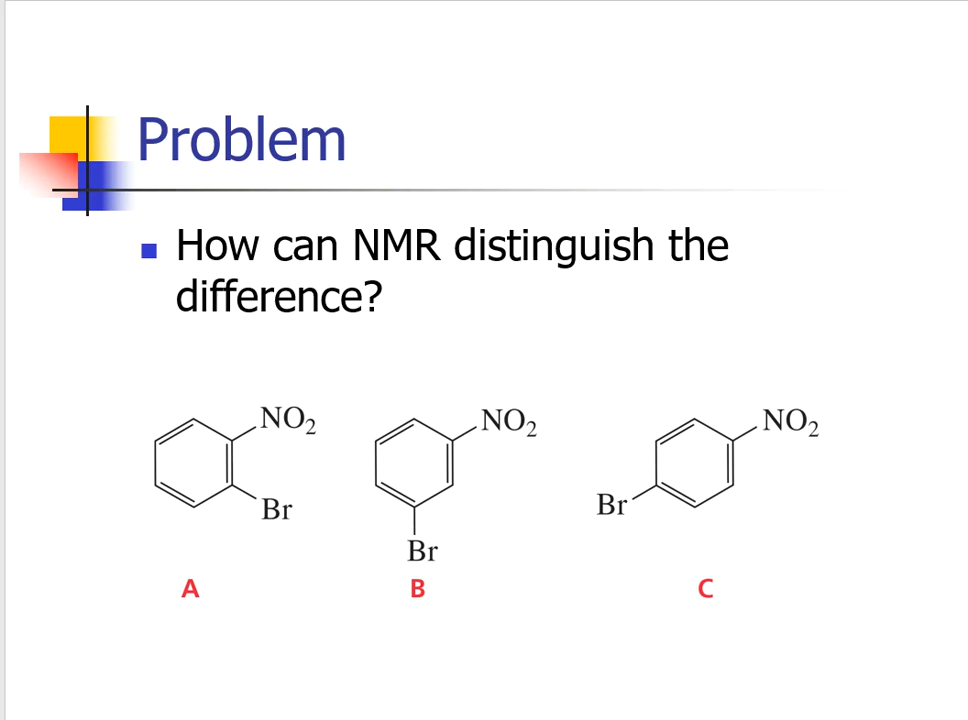 Problem
How can NMR distinguish the
difference?
NO₂ NO₂ NO₂
Br Br
Br
A B C